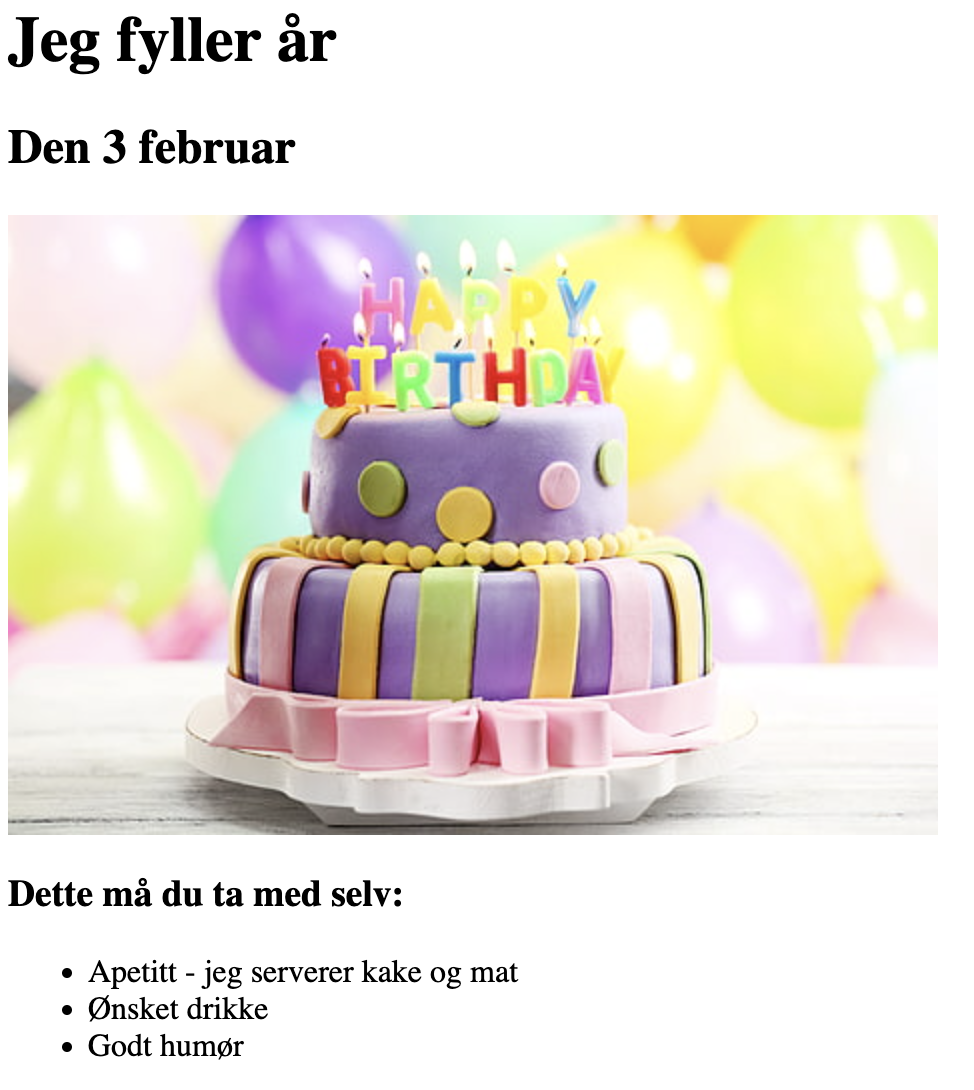 Jeg fyller år
Den 3 februar
HAPPY
BIRTHDAY
Dette må du ta med selv:
Apetitt - jeg serverer kake og mat
Ønsket drikke
Godt humør